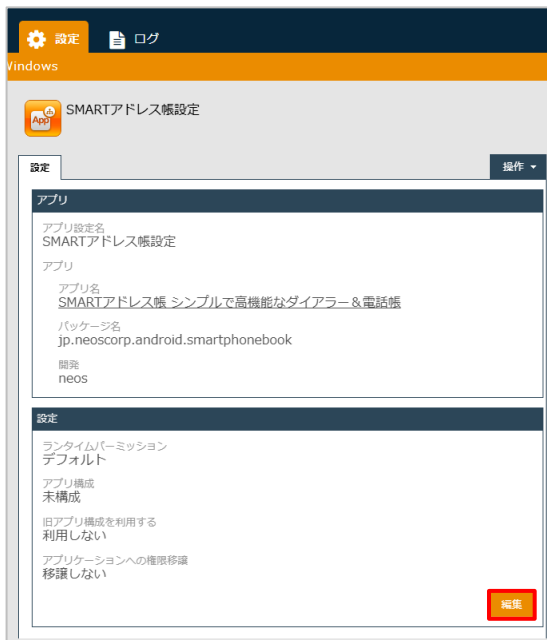 設定 ログ
Windows
App
SMARTアドレス帳設定
設定 操作
アプリ
アプリ設定名
SMARTアドレス帳設定
アプリ
アプリ名
SMARTアドレス帳 シンプルで高機能なダイアラー＆電話帳
パッケージ名
jp.neoscorp.android.smartphonebook
開発
neos
設定
ランタイムパーミッション
デフォルト
アプリ構成
未構成
旧アプリ構成を利用する
利用しない
アプリケーションへの権限移譲
移譲しない
編集